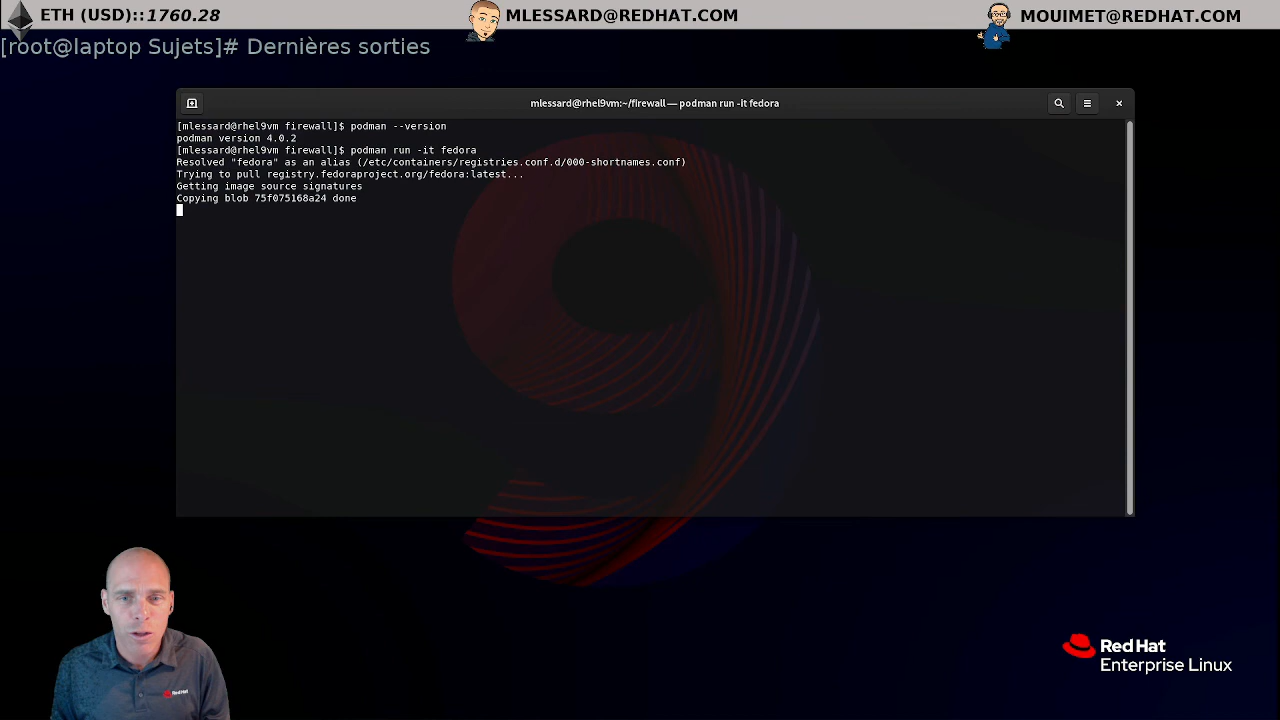 ETH (USD)::1760.28
MLESSARD@REDHAT.COM
MOUIMET@REDHAT.COM
[root@laptop Sujets]# Dernières sorties
mlessard@rhel9vm:~/firewall — podman run -it fedora
[mlessard@rhel9vm firewall]$ podman --version
podman version 4.0.2
[mlessard@rhel9vm firewall]$ podman run -it fedora
Resolved "fedora" as an alias (/etc/containers/registries.conf.d/000-shortnames.conf)
Trying to pull registry.fedoraproject.org/fedora:latest...
Getting image source signatures
Copying blob 75f075168a24 done
9
Red Hat
Red Hat
Enterprise Linux